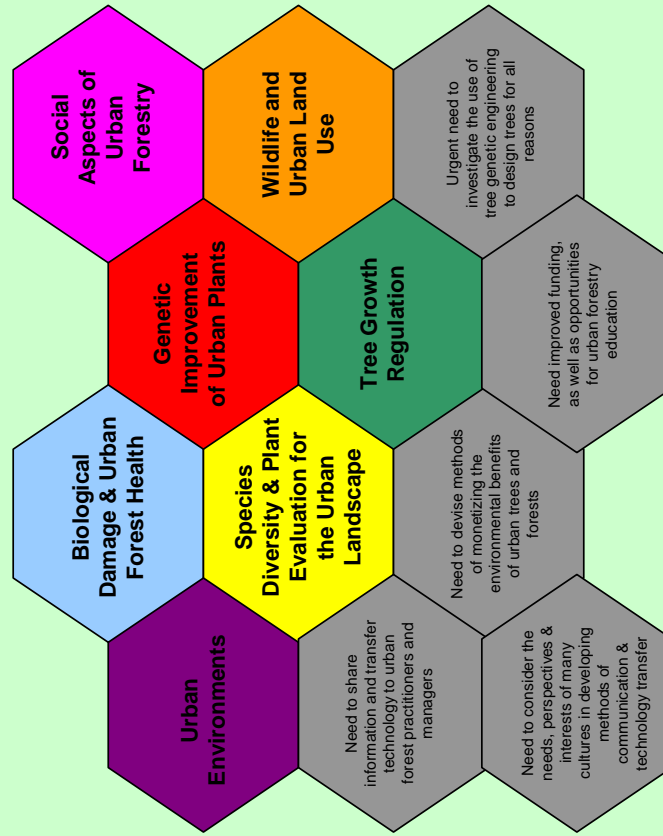 Biological
Damage & Urban
Forest Health
Social
Aspects of
Urban
Forestry
Urban
Environments
Genetic
Improvement
of Urban Plants
Species
Diversity & Plant
Evaluation for
the Urban
Landscape
Wildlife and
Urban Land
Use
Need to share
information and transfer
technology to urban
forest practitioners and
managers
Tree Growth
Regulation
Need to devise methods
of monetizing the
environmental benefits
of urban trees and
forests
Urgent need to
investigate the use of
tree genetic engineering
to design trees for all
reasons
Need to consider the
needs, perspectives &
interests of many
cultures in developing
methods of
communication &
technology transfer
Need improved funding,
as well as opportunities
for urban forestry
education